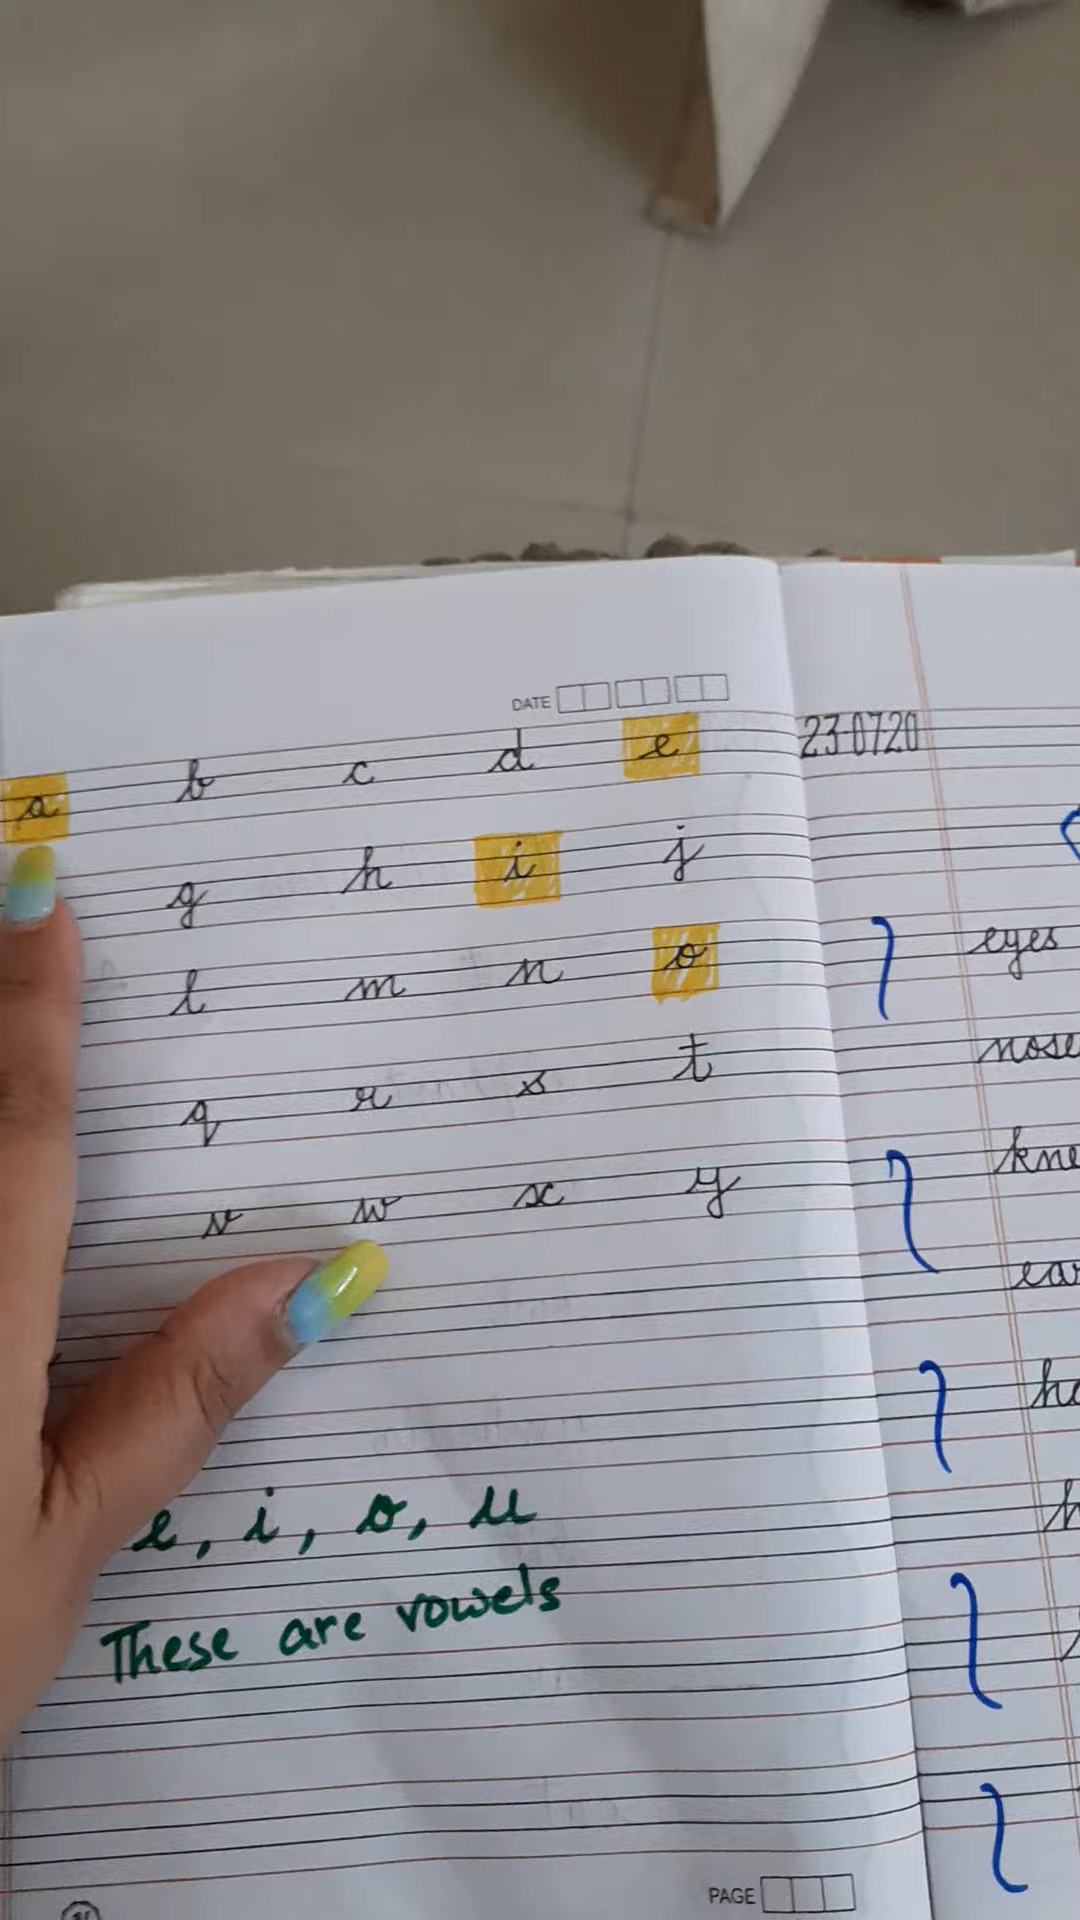 DATE
a b c d e
g h i j
l m n o
q r s t
v w x y
e, i, o, u
These are vowels
PAGE
23-07-20
eyes
nose